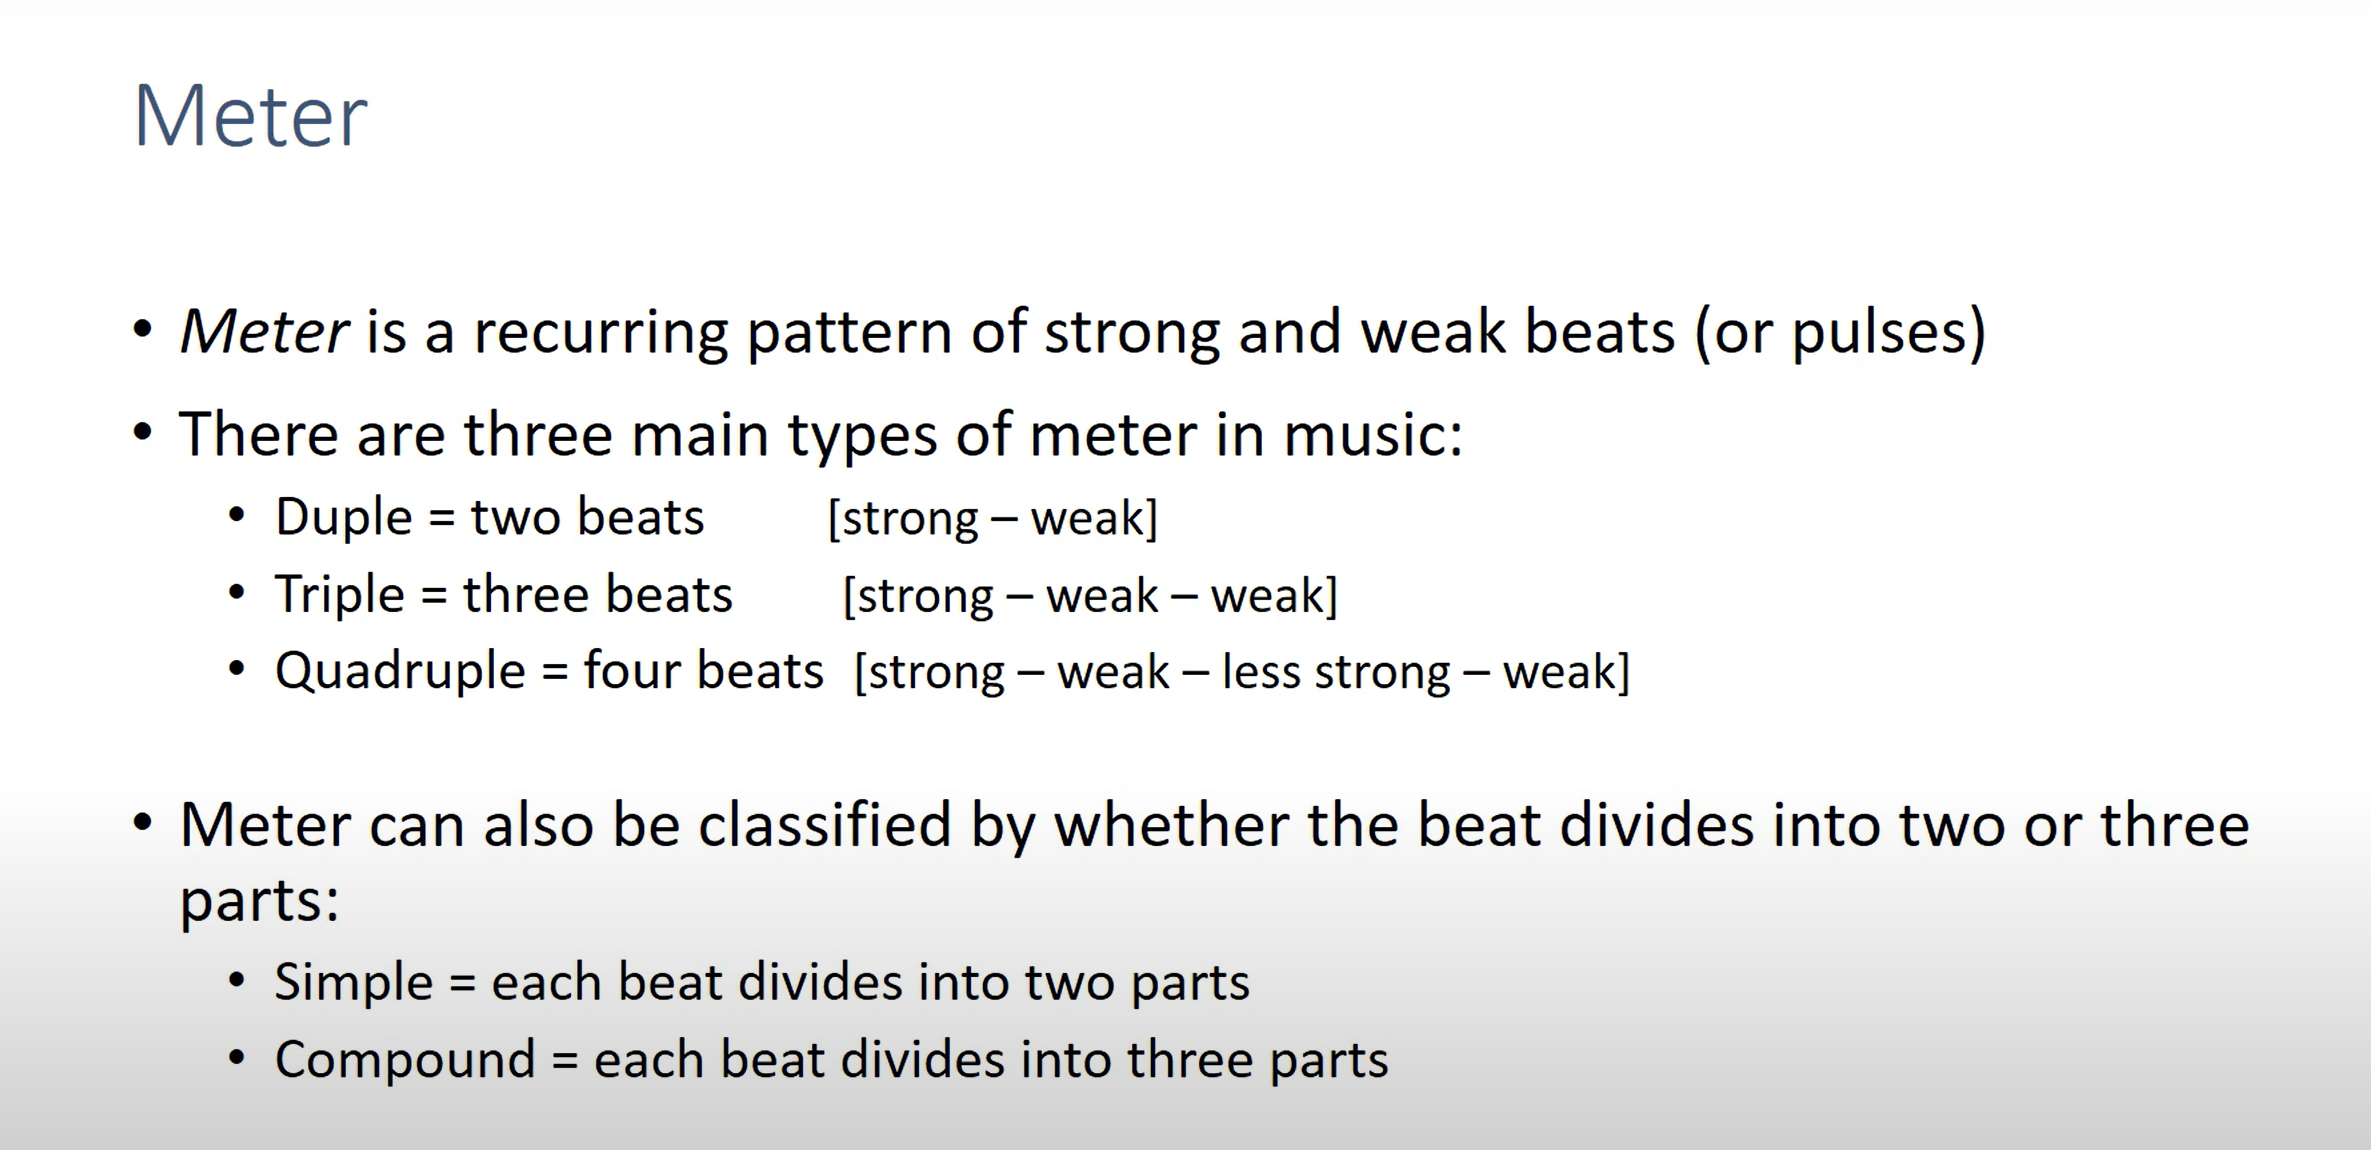 Meter
• Meter is a recurring pattern of strong and weak beats (or pulses)
• There are three main types of meter in music:
• Duple = two beats [strong – weak]
• Triple = three beats [strong – weak – weak]
• Quadruple = four beats [strong – weak – less strong – weak]
• Meter can also be classified by whether the beat divides into two or three
parts:
• Simple = each beat divides into two parts
• Compound = each beat divides into three parts